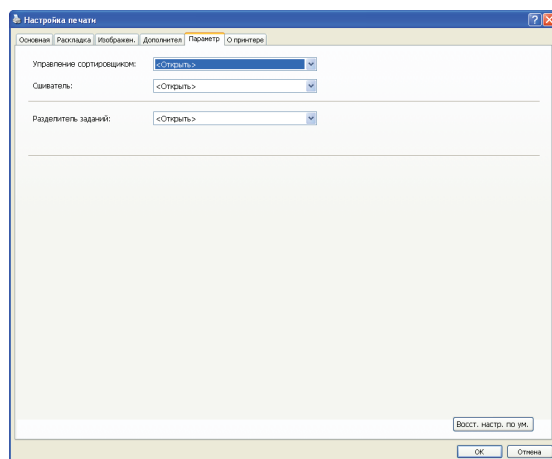 Настройка печати
Основная Раскладка Изображен. Дополнител Параметр О принтере
Управление сортировщиком: <Открыть>
Сшиватель: <Открыть>
Разделитель заданий: <Открыть>
Восст. настр. по ум.
OK Отмена